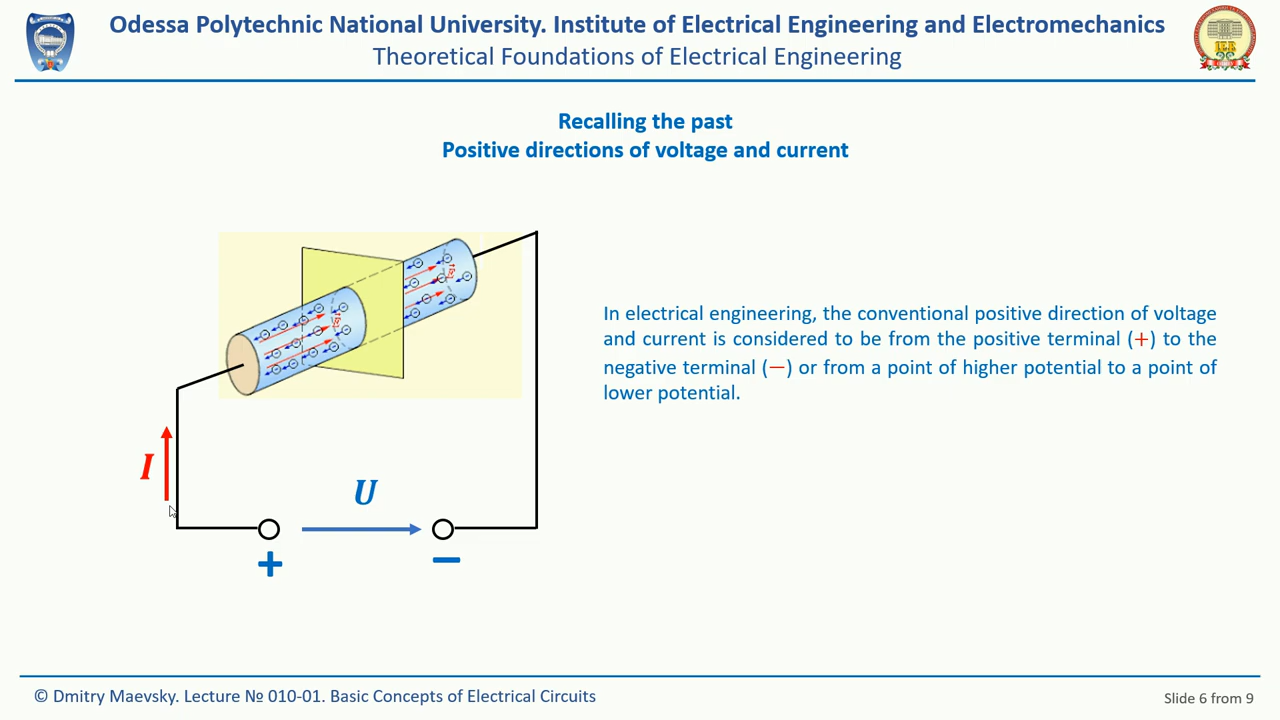 Odessa Polytechnic National University. Institute of Electrical Engineering and Electromechanics
Theoretical Foundations of Electrical Engineering
Recalling the past
Positive directions of voltage and current
In electrical engineering, the conventional positive direction of voltage
and current is considered to be from the positive terminal (+) to the
negative terminal (−) or from a point of higher potential to a point of
lower potential.
I
U
+
−
© Dmitry Maevsky. Lecture № 010-01. Basic Concepts of Electrical Circuits
Slide 6 from 9